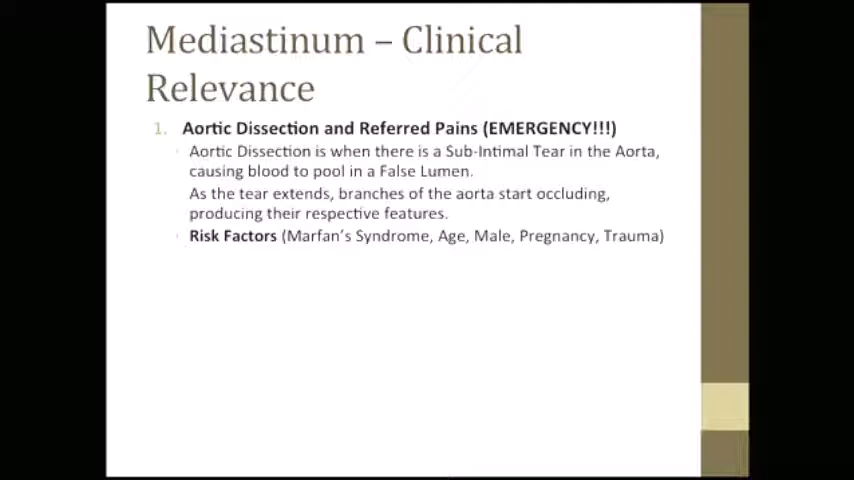 Mediastinum – Clinical
Relevance
1. Aortic Dissection and Referred Pains (EMERGENCY!!!)
Aortic Dissection is when there is a Sub-Intimal Tear in the Aorta,
causing blood to pool in a False Lumen.
As the tear extends, branches of the aorta start occluding,
producing their respective features.
Risk Factors (Marfan's Syndrome, Age, Male, Pregnancy, Trauma)